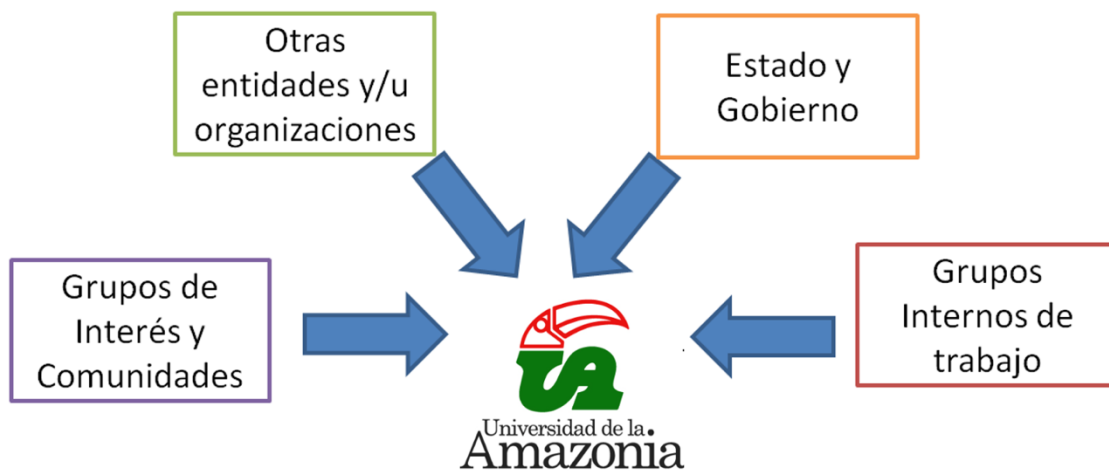 Otras
entidades y/u
organizaciones
Estado y
Gobierno
Grupos de
Interés y
Comunidades
Grupos
Internos de
trabajo
UA
Universidad de la
Amazonia